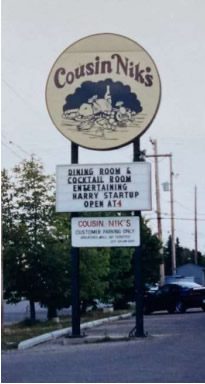 Cousin Nik's
DINING ROOM &
COCKTAIL ROOM
ENTERTAINING
HARRY STARTUP
OPEN AT 4
COUSIN NIK'S
CUSTOMER PARKING ONLY